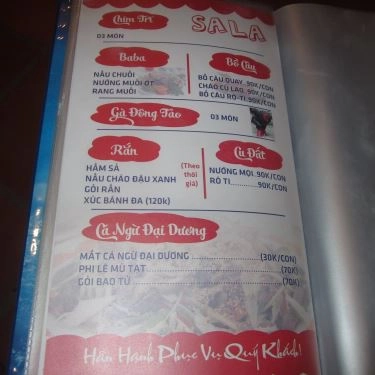 Chim Trĩ
SALA
03 MÓN
Baba
NẤU CHUỐI
NƯỚNG MUỐI ỚT
RANG MUỐI
Bồ Câu
BỒ CÂU QUAY..90K/CON
CHÁO CÙ LAO..90K/CON
BỒ CÂU RÔ-TI..90K/CON
Gà Đông Tảo
03 MÓN
Rắn
HẦM SẢ
NẤU CHÁO ĐẬU XANH
GỎI RẮN
XÚC BÁNH ĐA (120k)
(Theo
thời
giá)
Cu Đất
NƯỚNG MỌI..90K/CON
RÔ TI............90K/CON
Cá Ngừ Đại Dương
MẮT CÁ NGỪ ĐẠI DƯƠNG ....................(30K/CON)
PHI LÊ MÙ TẠT ....................(70K)
GỎI BAO TỬ ....................(70K)
Hân Hạnh Phục Vụ Quý Khách!